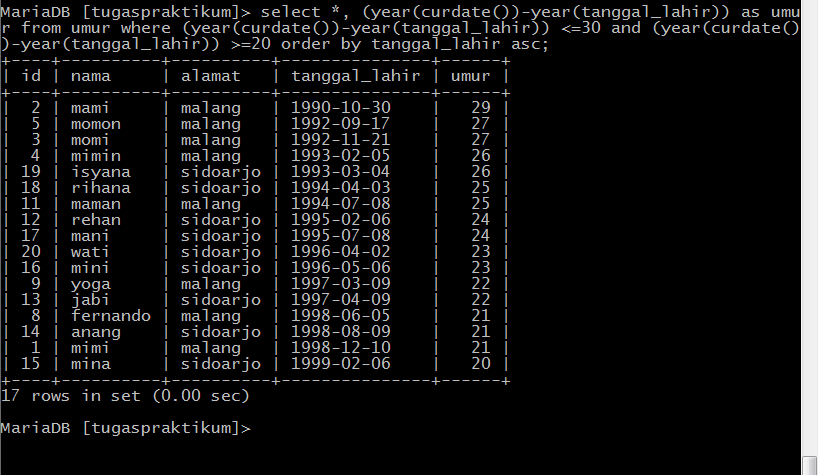 MariaDB [tugaspraktikum]> select *, (year(curdate())-year(tanggal_lahir)) as umu
r from umur where (year(curdate())-year(tanggal_lahir)) <=30 and (year(curdate()
)-year(tanggal_lahir)) >=20 order by tanggal_lahir asc;
+----+----------+----------+---------------+------+
| id | nama     | alamat   | tanggal_lahir | umur |
+----+----------+----------+---------------+------+
|  2 | mami     | malang   | 1990-10-30    |   29 |
|  5 | momon    | malang   | 1992-09-17    |   27 |
|  3 | momi     | malang   | 1992-11-21    |   27 |
|  4 | mimin    | malang   | 1993-02-05    |   26 |
| 19 | isyana   | sidoarjo | 1993-03-04    |   26 |
| 18 | rihana   | sidoarjo | 1994-04-03    |   25 |
| 11 | maman    | malang   | 1994-07-08    |   25 |
| 12 | rehan    | sidoarjo | 1995-02-06    |   24 |
| 17 | mani     | sidoarjo | 1995-07-08    |   24 |
| 20 | wati     | sidoarjo | 1996-04-02    |   23 |
| 16 | mini     | sidoarjo | 1996-05-06    |   23 |
|  9 | yoga     | malang   | 1997-03-09    |   22 |
| 13 | jabi     | sidoarjo | 1997-04-09    |   22 |
|  8 | fernando | malang   | 1998-06-05    |   21 |
| 14 | anang    | sidoarjo | 1998-08-09    |   21 |
|  1 | mimi     | malang   | 1998-12-10    |   21 |
| 15 | mina     | sidoarjo | 1999-02-06    |   20 |
+----+----------+----------+---------------+------+
17 rows in set (0.00 sec)
MariaDB [tugaspraktikum]>